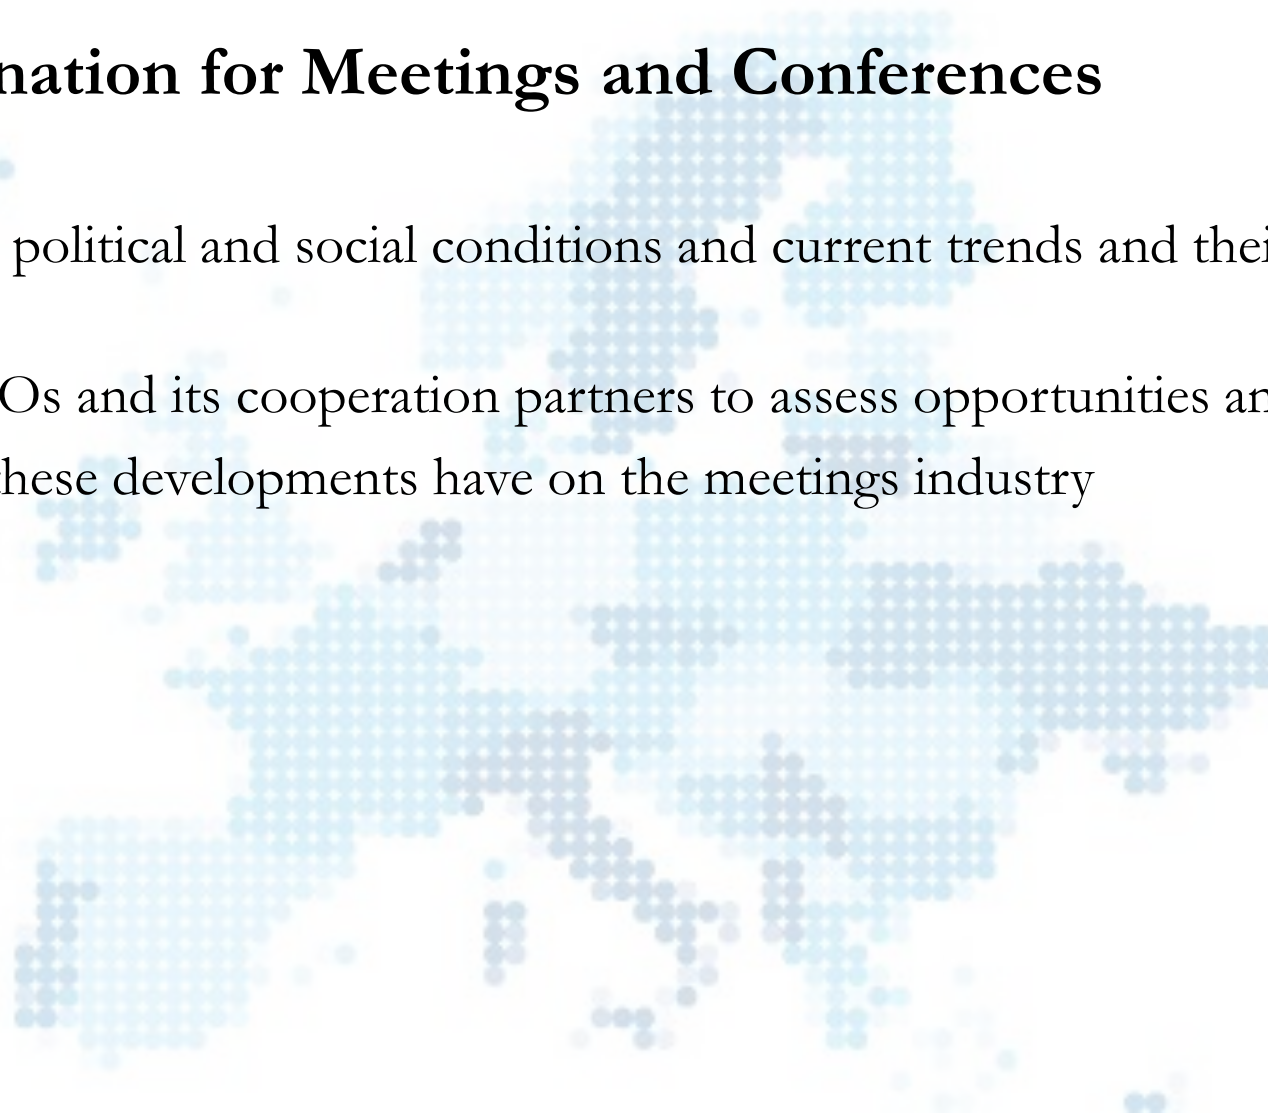 nation for Meetings and Conferences
political and social conditions and current trends and thei
Os and its cooperation partners to assess opportunities an
these developments have on the meetings industry